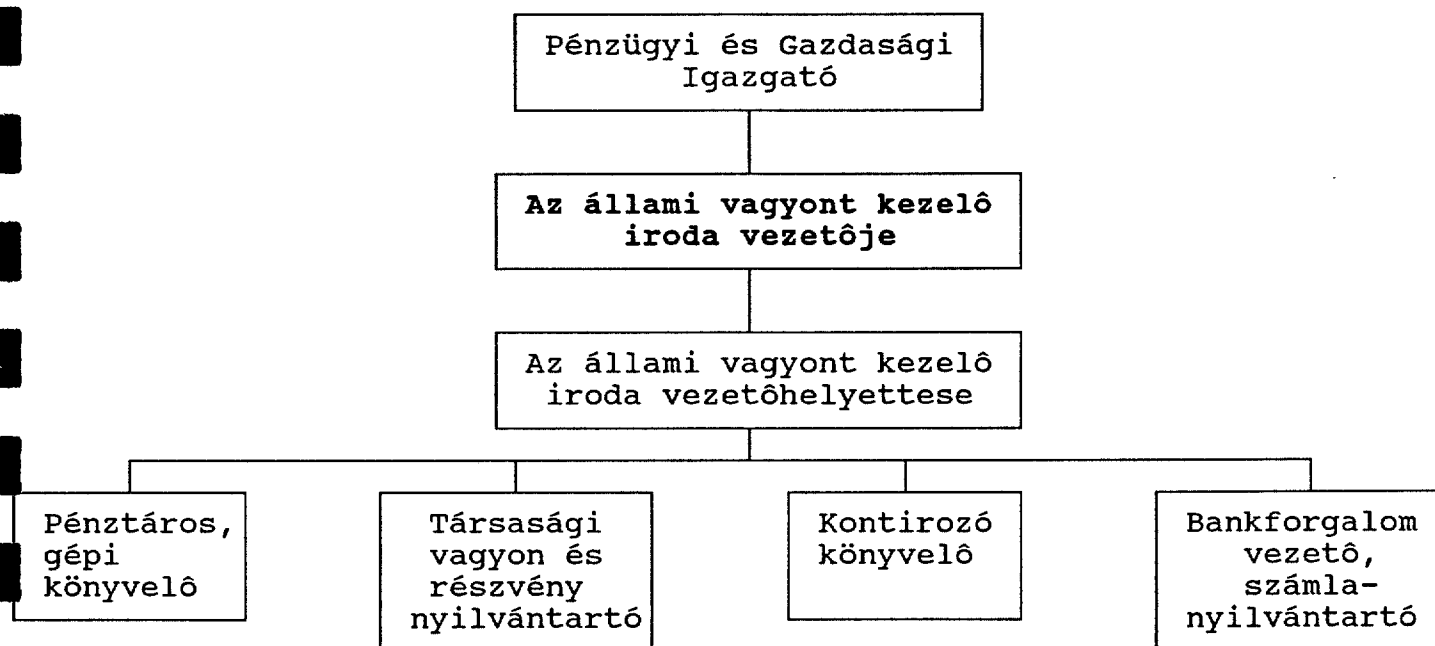 Pénzügyi és Gazdasági
Igazgató
Az állami vagyont kezelô
iroda vezetôje
Az állami vagyont kezelô
iroda vezetôhelyettese
Pénztáros,
gépi
könyvelô
Társasági
vagyon és
részvény
nyilvántartó
Kontirozó
könyvelô
Bankforgalom
vezetô,
számla-
nyilvántartó